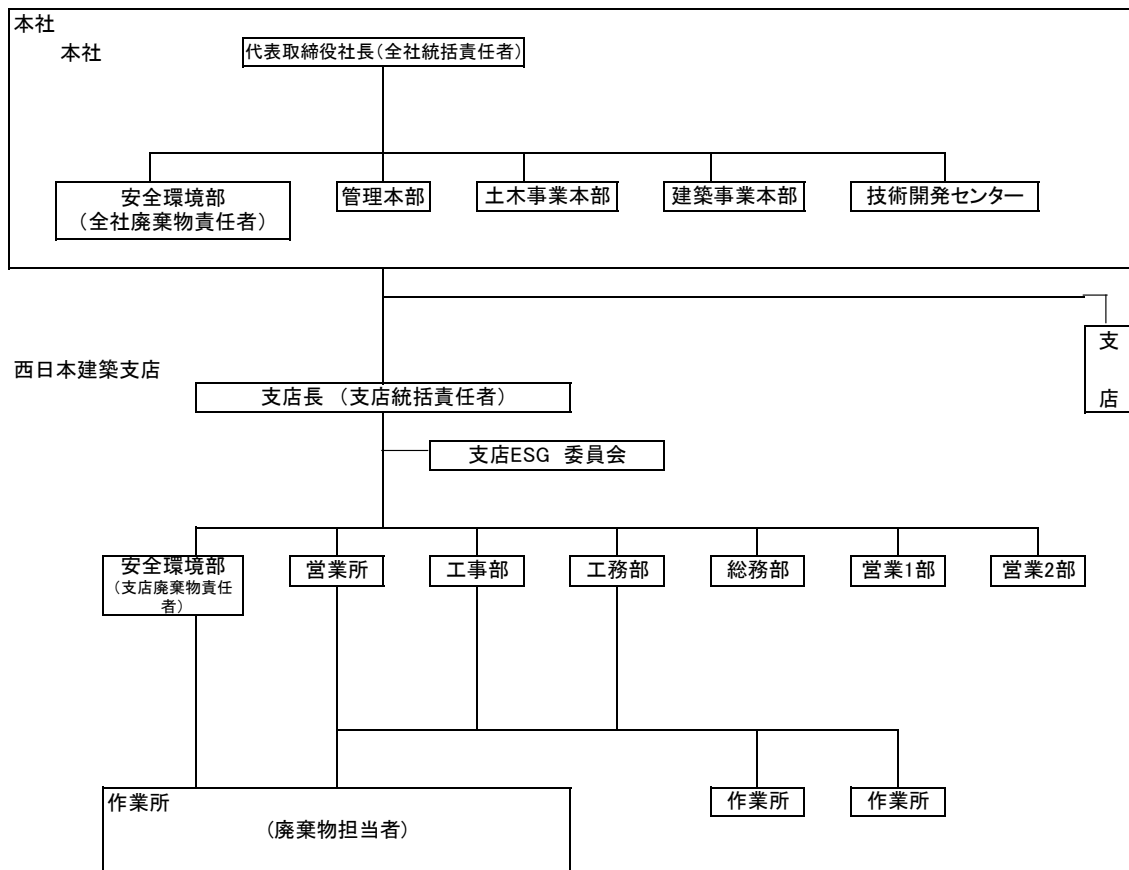 本社
本社
代表取締役社長(全社統括責任者)
安全環境部
(全社廃棄物責任者)
管理本部
土木事業本部
建築事業本部
技術開発センター
支
店
西日本建築支店
支店長 (支店統括責任者)
支店ESG 委員会
安全環境部
(支店廃棄物責任
者)
営業所
工事部
工務部
総務部
営業1部
営業2部
作業所
(廃棄物担当者)
作業所
作業所